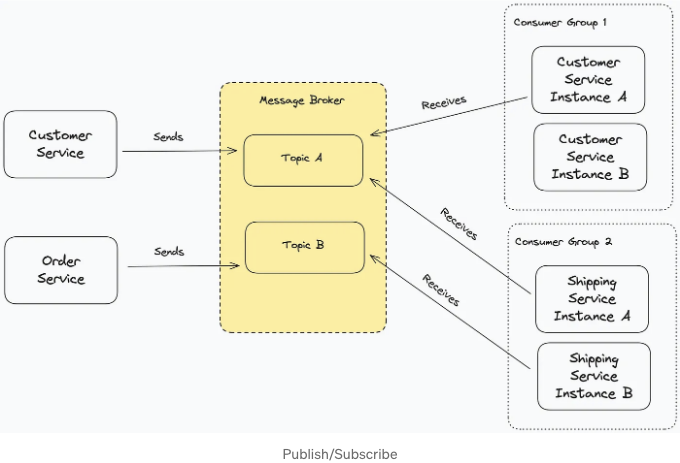 Consumer Group 1
Customer
Service
Instance A
Customer
Service
Instance B
Message Broker
Receives
Customer
Service
Sends
Topic A
Receives
Consumer Group 2
Order
Service
Sends
Topic B
Receives
Shipping
Service
Instance A
Shipping
Service
Instance B
Publish/Subscribe